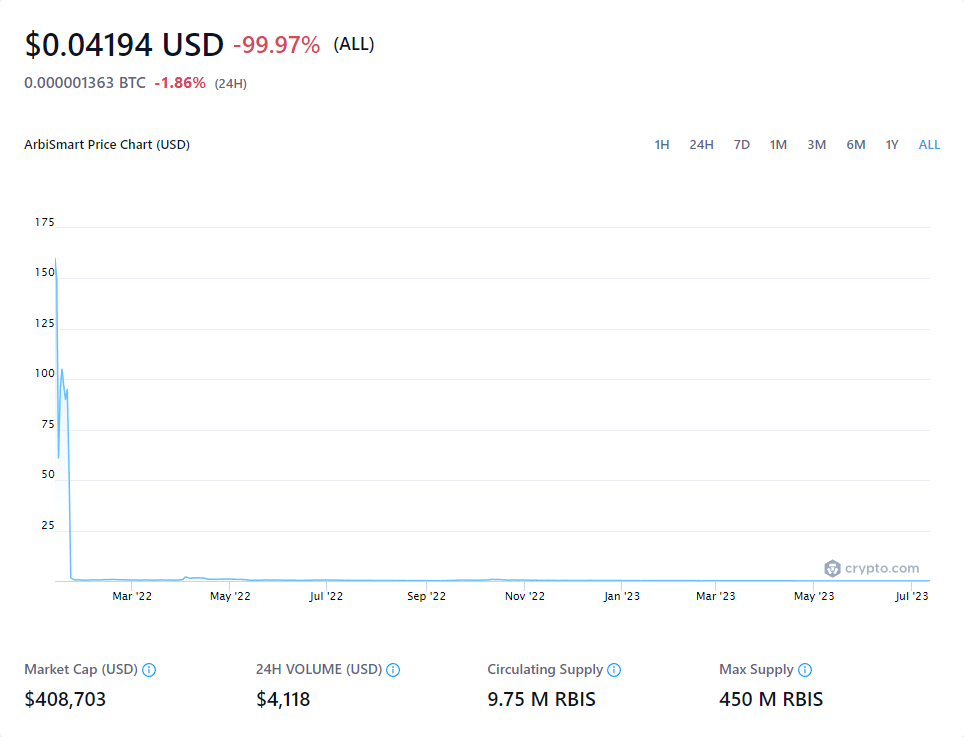 $0.04194 USD -99.97% (ALL)
0.000001363 BTC -1.86% (24H)
ArbiSmart Price Chart (USD) 1H 24H 7D 1M 3M 6M 1Y ALL
175
150
125
100
75
50
25
crypto.com
Mar '22 May '22 Jul '22 Sep '22 Nov '22 Jan '23 Mar '23 May '23 Jul '23
Market Cap (USD) 24H VOLUME (USD) Circulating Supply Max Supply
$408,703 $4,118 9.75 M RBIS 450 M RBIS